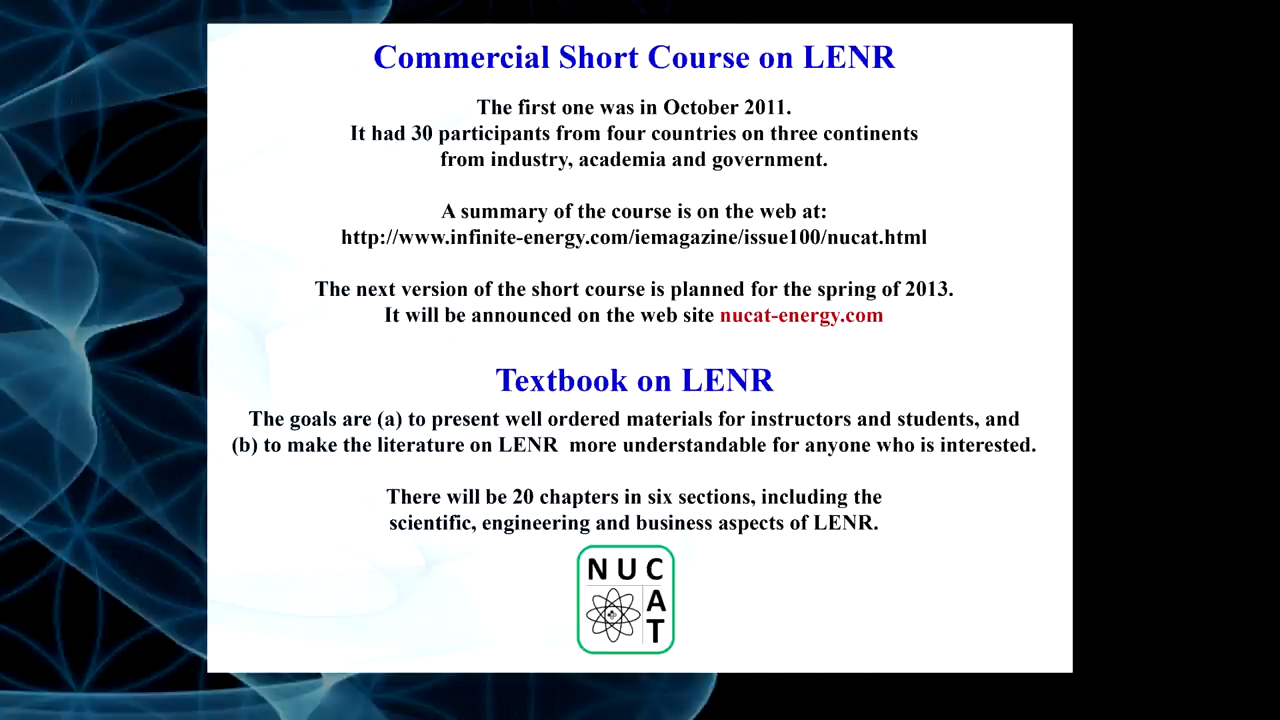 Commercial Short Course on LENR
The first one was in October 2011.
It had 30 participants from four countries on three continents
from industry, academia and government.
A summary of the course is on the web at:
http://www.infinite-energy.com/iemagazine/issue100/nucat.html
The next version of the short course is planned for the spring of 2013.
It will be announced on the web site nucat-energy.com
Textbook on LENR
The goals are (a) to present well ordered materials for instructors and students, and
(b) to make the literature on LENR  more understandable for anyone who is interested.
There will be 20 chapters in six sections, including the
scientific, engineering and business aspects of LENR.
NUC
A
T